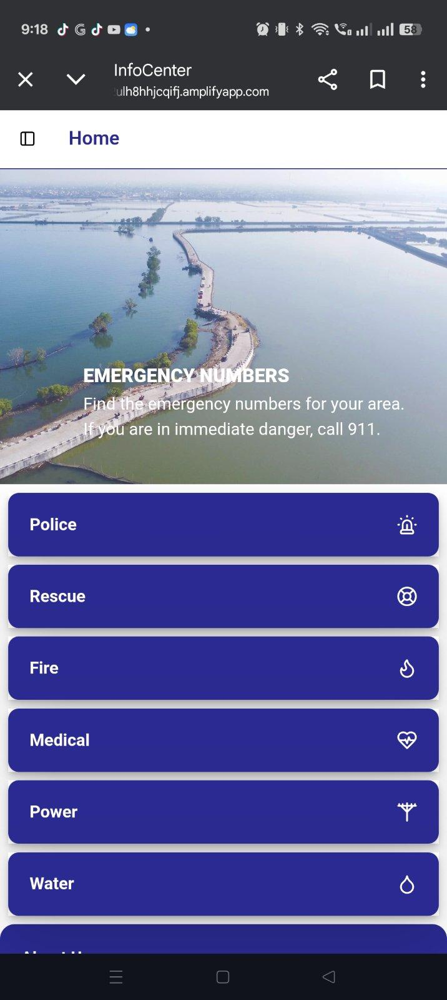 9:18
58
InfoCenter
ulh8hhjcqifj.amplifyapp.com
Home
EMERGENCY NUMBERS
Find the emergency numbers for your area.
If you are in immediate danger, call 911.
Police
Rescue
Fire
Medical
Power
Water